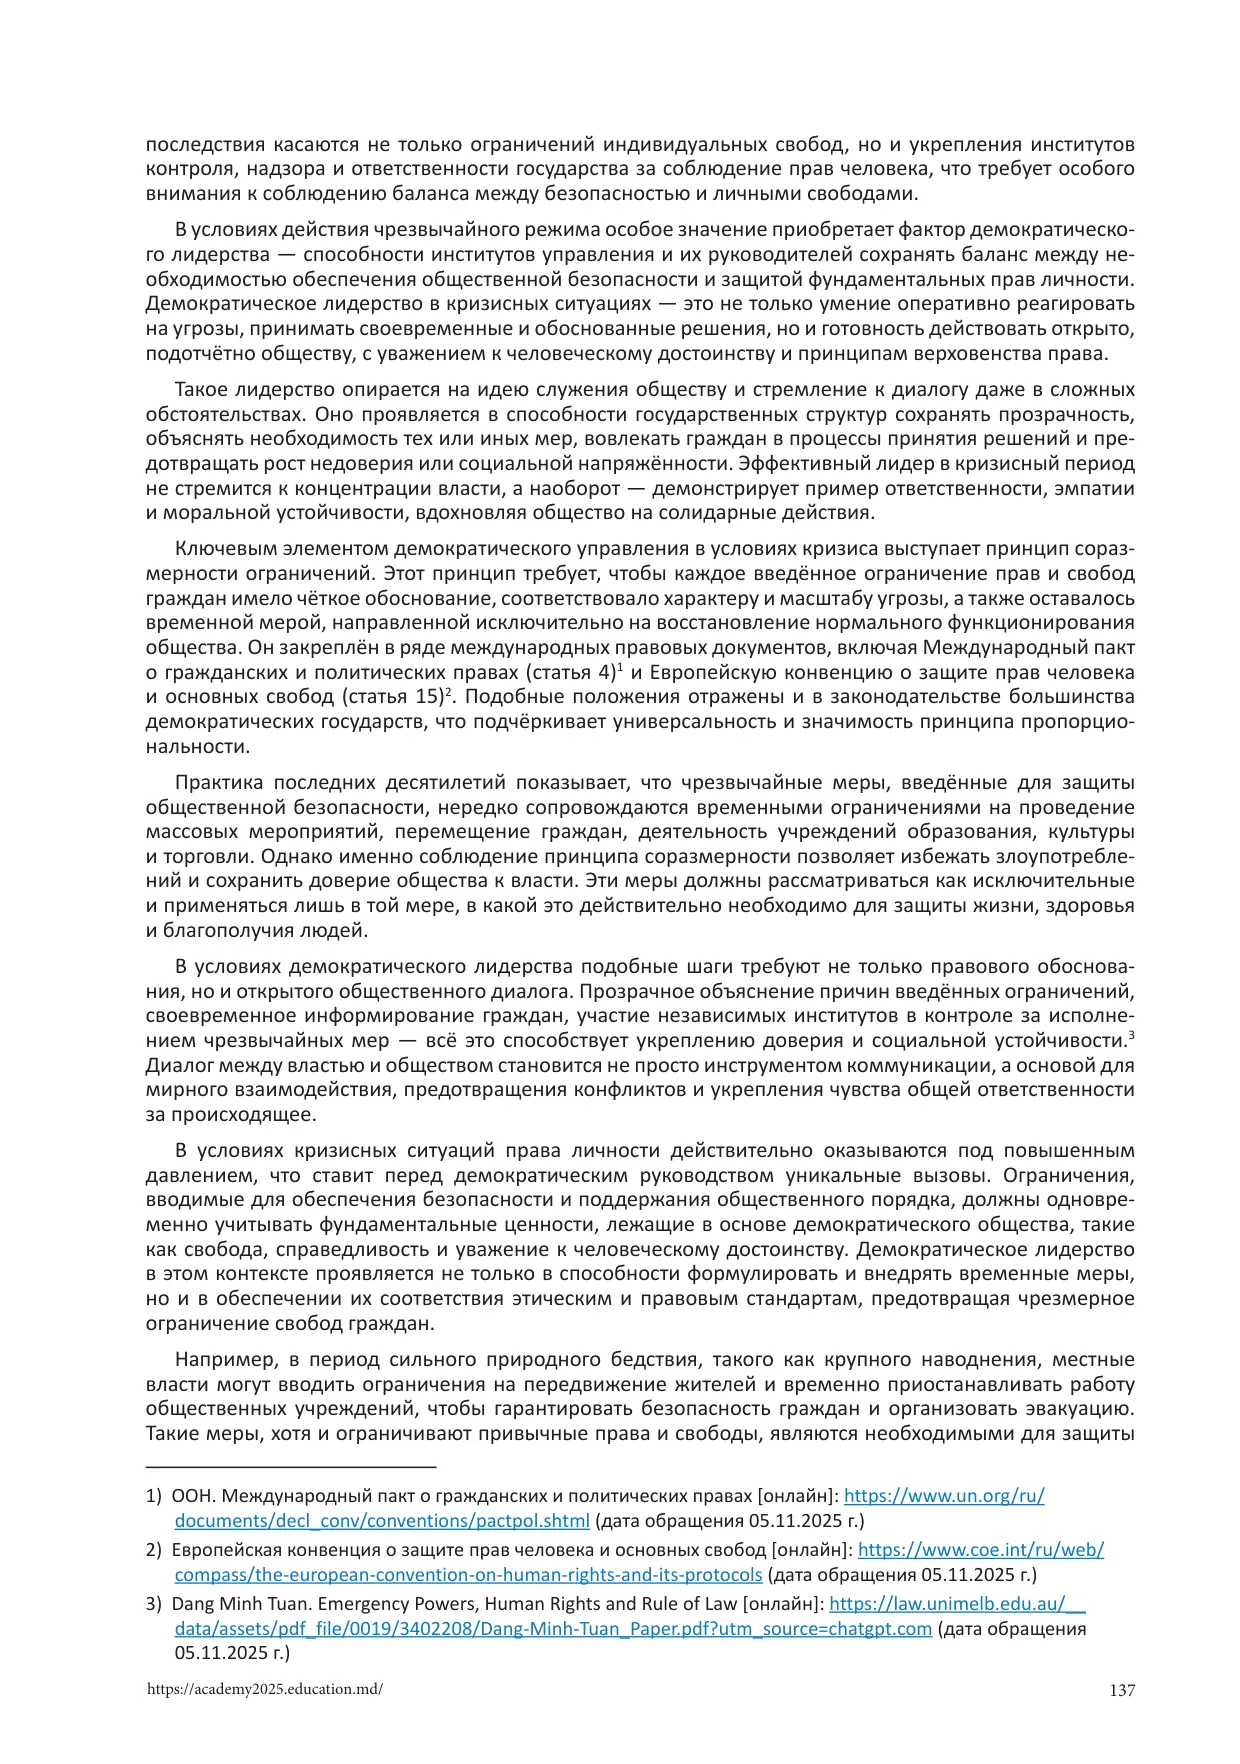 последствия касаются не только ограничений индивидуальных свобод, но и укрепления институтов
контроля, надзора и ответственности государства за соблюдение прав человека, что требует особого
внимания к соблюдению баланса между безопасностью и личными свободами.
В условиях действия чрезвычайного режима особое значение приобретает фактор демократическо-
го лидерства — способности институтов управления и их руководителей сохранять баланс между не-
обходимостью обеспечения общественной безопасности и защитой фундаментальных прав личности.
Демократическое лидерство в кризисных ситуациях — это не только умение оперативно реагировать
на угрозы, принимать своевременные и обоснованные решения, но и готовность действовать открыто,
подотчётно обществу, с уважением к человеческому достоинству и принципам верховенства права.
Такое лидерство опирается на идею служения обществу и стремление к диалогу даже в сложных
обстоятельствах. Оно проявляется в способности государственных структур сохранять прозрачность,
объяснять необходимость тех или иных мер, вовлекать граждан в процессы принятия решений и пре-
дотвращать рост недоверия или социальной напряжённости. Эффективный лидер в кризисный период
не стремится к концентрации власти, а наоборот — демонстрирует пример ответственности, эмпатии
и моральной устойчивости, вдохновляя общество на солидарные действия.
Ключевым элементом демократического управления в условиях кризиса выступает принцип сораз-
мерности ограничений. Этот принцип требует, чтобы каждое введённое ограничение прав и свобод
граждан имело чёткое обоснование, соответствовало характеру и масштабу угрозы, а также оставалось
временной мерой, направленной исключительно на восстановление нормального функционирования
общества. Он закреплён в ряде международных правовых документов, включая Международный пакт
о гражданских и политических правах (статья 4)¹ и Европейскую конвенцию о защите прав человека
и основных свобод (статья 15)². Подобные положения отражены и в законодательстве большинства
демократических государств, что подчёркивает универсальность и значимость принципа пропорцио-
нальности.
Практика последних десятилетий показывает, что чрезвычайные меры, введённые для защиты
общественной безопасности, нередко сопровождаются временными ограничениями на проведение
массовых мероприятий, перемещение граждан, деятельность учреждений образования, культуры
и торговли. Однако именно соблюдение принципа соразмерности позволяет избежать злоупотребле-
ний и сохранить доверие общества к власти. Эти меры должны рассматриваться как исключительные
и применяться лишь в той мере, в какой это действительно необходимо для защиты жизни, здоровья
и благополучия людей.
В условиях демократического лидерства подобные шаги требуют не только правового обоснова-
ния, но и открытого общественного диалога. Прозрачное объяснение причин введённых ограничений,
своевременное информирование граждан, участие независимых институтов в контроле за исполне-
нием чрезвычайных мер — всё это способствует укреплению доверия и социальной устойчивости.³
Диалог между властью и обществом становится не просто инструментом коммуникации, а основой для
мирного взаимодействия, предотвращения конфликтов и укрепления чувства общей ответственности
за происходящее.
В условиях кризисных ситуаций права личности действительно оказываются под повышенным
давлением, что ставит перед демократическим руководством уникальные вызовы. Ограничения,
вводимые для обеспечения безопасности и поддержания общественного порядка, должны одновре-
менно учитывать фундаментальные ценности, лежащие в основе демократического общества, такие
как свобода, справедливость и уважение к человеческому достоинству. Демократическое лидерство
в этом контексте проявляется не только в способности формулировать и внедрять временные меры,
но и в обеспечении их соответствия этическим и правовым стандартам, предотвращая чрезмерное
ограничение свобод граждан.
Например, в период сильного природного бедствия, такого как крупного наводнения, местные
власти могут вводить ограничения на передвижение жителей и временно приостанавливать работу
общественных учреждений, чтобы гарантировать безопасность граждан и организовать эвакуацию.
Такие меры, хотя и ограничивают привычные права и свободы, являются необходимыми для защиты
1) ООН. Международный пакт о гражданских и политических правах [онлайн]: https://www.un.org/ru/
documents/decl_conv/conventions/pactpol.shtml (дата обращения 05.11.2025 г.)
2) Европейская конвенция о защите прав человека и основных свобод [онлайн]: https://www.coe.int/ru/web/
compass/the-european-convention-on-human-rights-and-its-protocols (дата обращения 05.11.2025 г.)
3) Dang Minh Tuan. Emergency Powers, Human Rights and Rule of Law [онлайн]: https://law.unimelb.edu.au/__
data/assets/pdf_file/0019/3402208/Dang-Minh-Tuan_Paper.pdf?utm_source=chatgpt.com (дата обращения
05.11.2025 г.)
https://academy2025.education.md/
137